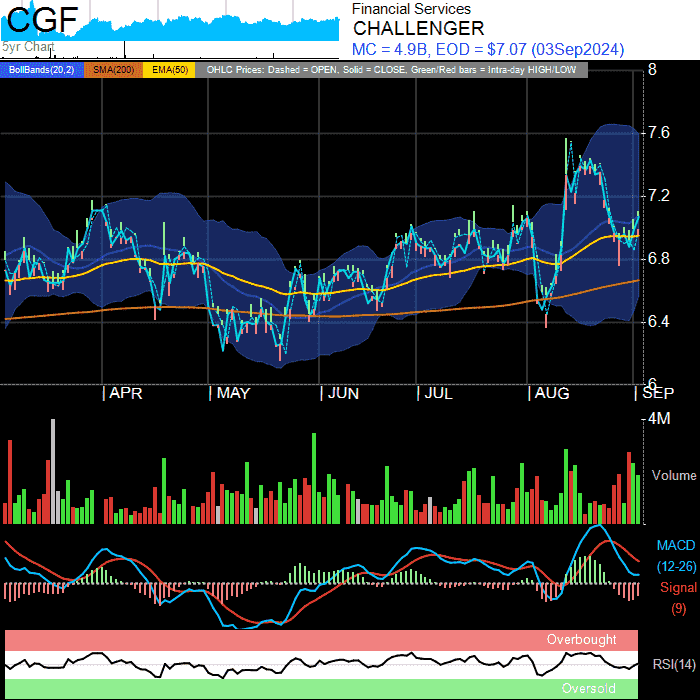 CGF
5yr Chart
Financial Services
CHALLENGER
MC = 4.9B, EOD = $7.07 (03Sep2024)
BollBands(20,2) SMA(200) EMA(50) OHLC Prices: Dashed = OPEN, Solid = CLOSE, Green/Red bars = Intra-day HIGH/LOW
8
7.6
7.2
6.8
6.4
6
APR MAY JUN JUL AUG SEP
4M
Volume
MACD
(12-26)
Signal
(9)
Overbought
RSI(14)
Oversold